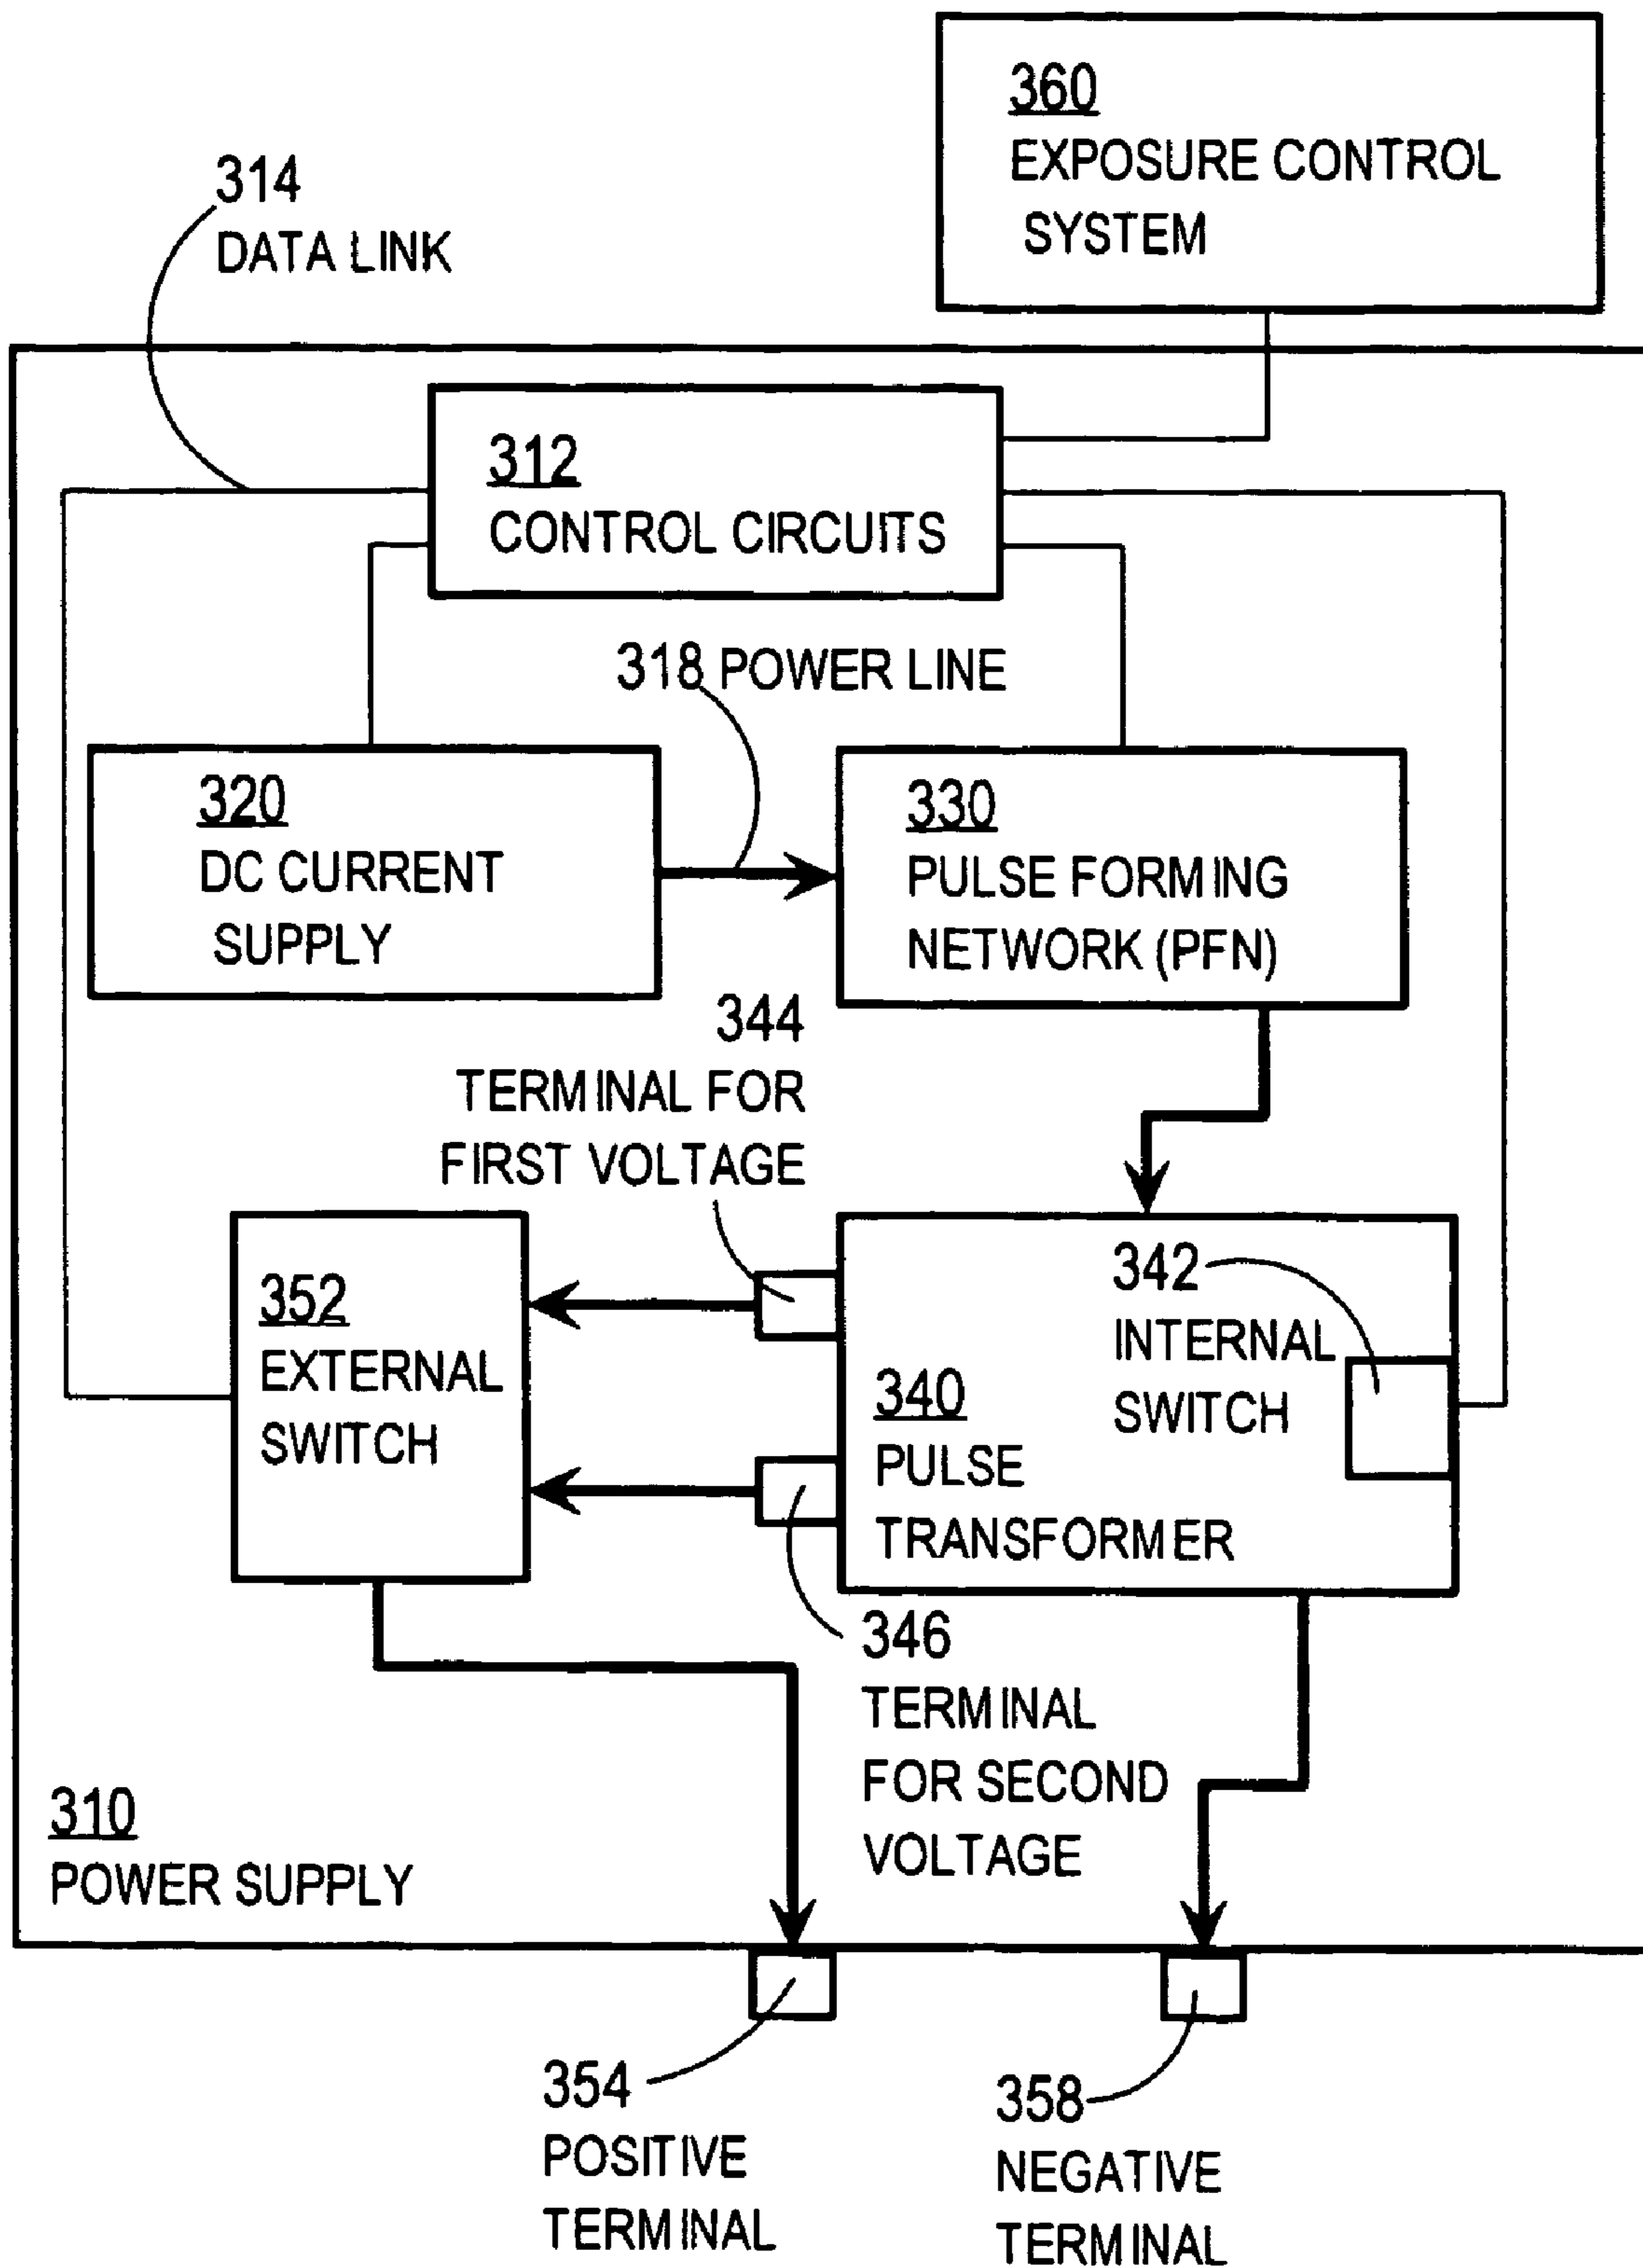 360
EXPOSURE CONTROL
SYSTEM
314
DATA LINK
312
CONTROL CIRCUITS
318 POWER LINE
320
DC CURRENT
SUPPLY
330
PULSE FORMING
NETWORK (PFN)
344
TERMINAL FOR
FIRST VOLTAGE
352
EXTERNAL
SWITCH
342
INTERNAL
SWITCH
340
PULSE
TRANSFORMER
346
TERMINAL
FOR SECOND
VOLTAGE
310
POWER SUPPLY
354
POSITIVE
TERMINAL
358
NEGATIVE
TERMINAL